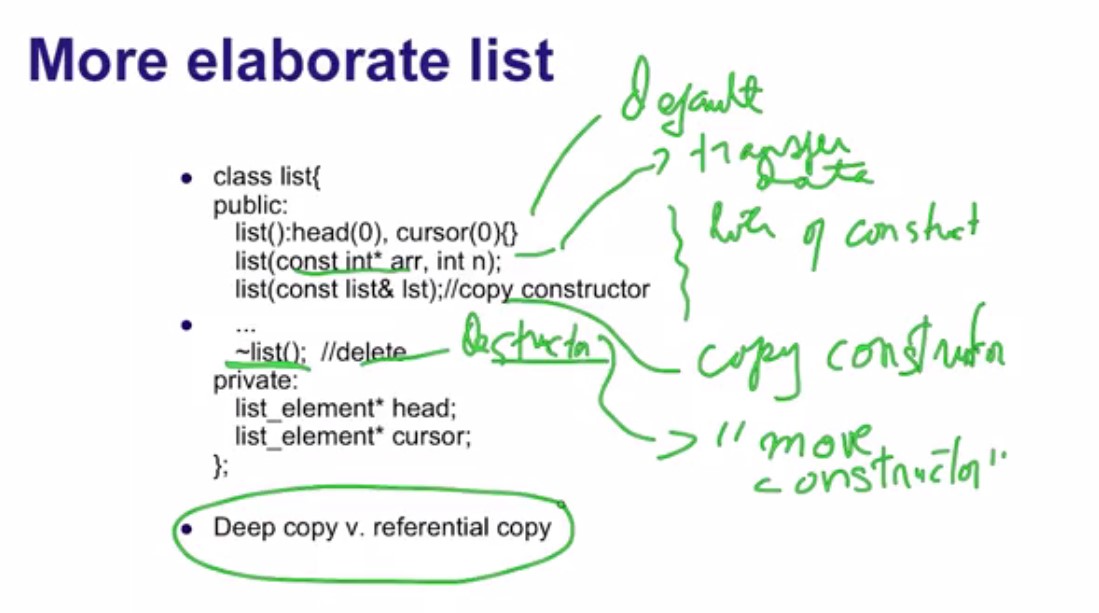 More elaborate list
default
transfer
data
• class list{
public:
list():head(0), cursor(0){}
list(const int* arr, int n);
list(const list& lst);//copy constructor
of construct
• ...
~list(); //delete
Destructor
copy constructor
private:
list_element* head;
list_element* cursor;
};
"move
constructor"
• Deep copy v. referential copy